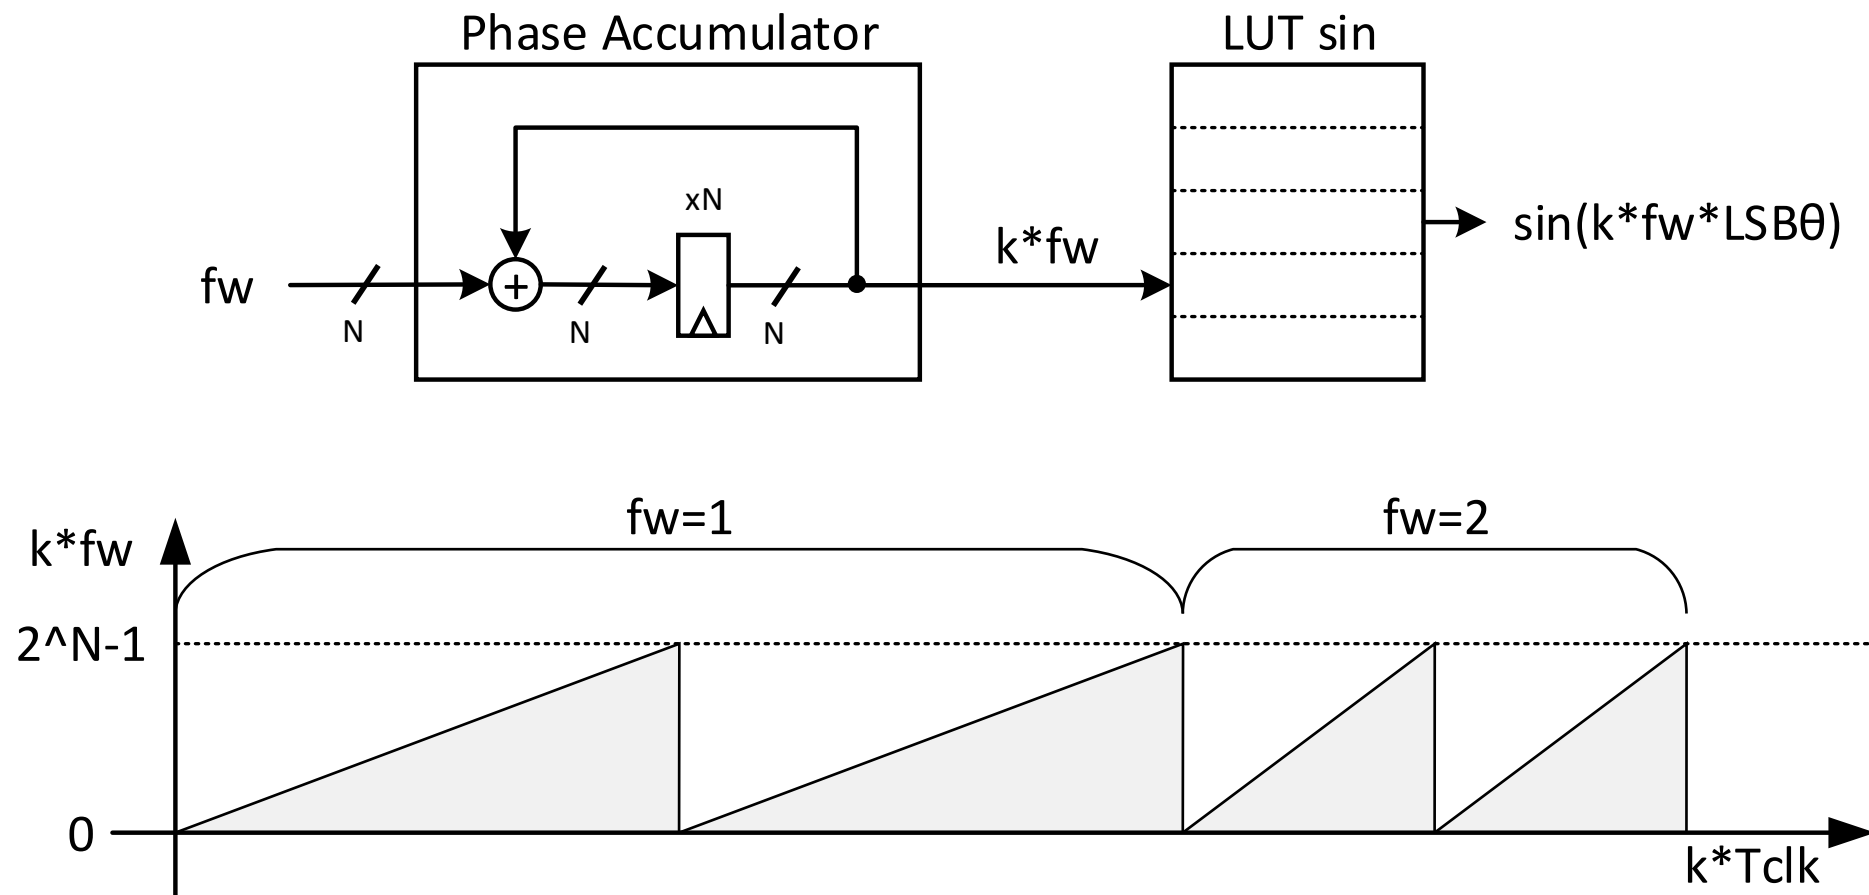 Phase Accumulator
LUT sin
xN
k*fw
sin(k*fw*LSBθ)
fw
+
N
N
N
fw=1
fw=2
k*fw
2^N-1
0
k*Tclk